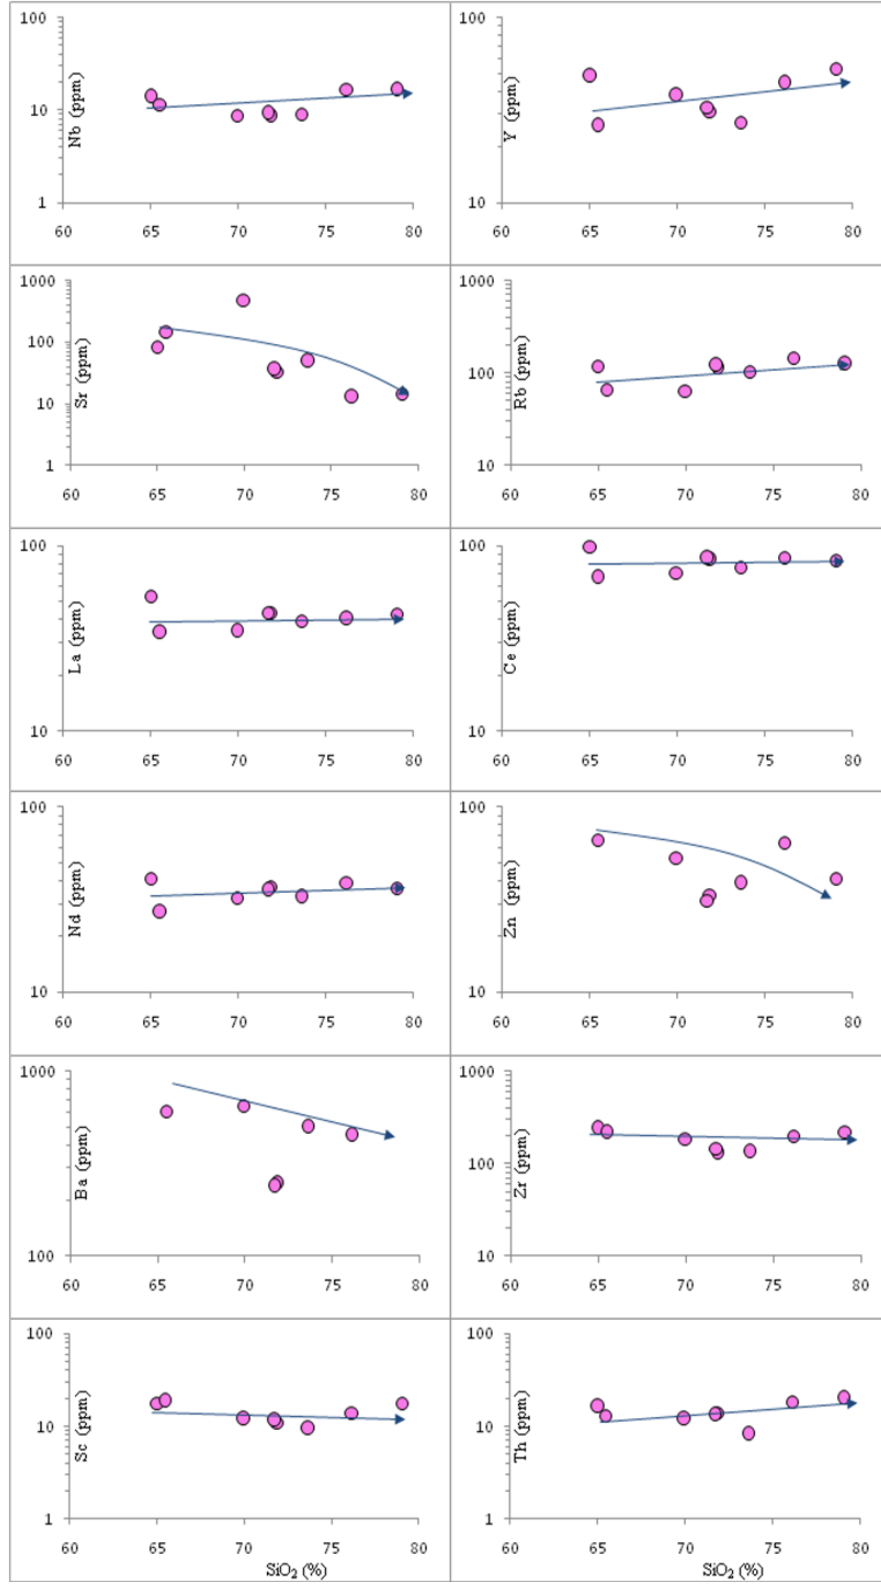 100
10
1
Nb (ppm)
60 65 70 75 80
100
10
Y (ppm)
60 65 70 75 80
1000
100
10
1
Sr (ppm)
60 65 70 75 80
1000
100
10
Rb (ppm)
60 65 70 75 80
100
10
La (ppm)
60 65 70 75 80
100
10
Ce (ppm)
60 65 70 75 80
100
10
Nd (ppm)
60 65 70 75 80
100
10
Zn (ppm)
60 65 70 75 80
1000
100
Ba (ppm)
60 65 70 75 80
1000
100
10
Zr (ppm)
60 65 70 75 80
100
10
1
Sc (ppm)
60 65 70 75 80
SiO₂ (%)
100
10
1
Th (ppm)
60 65 70 75 80
SiO₂ (%)